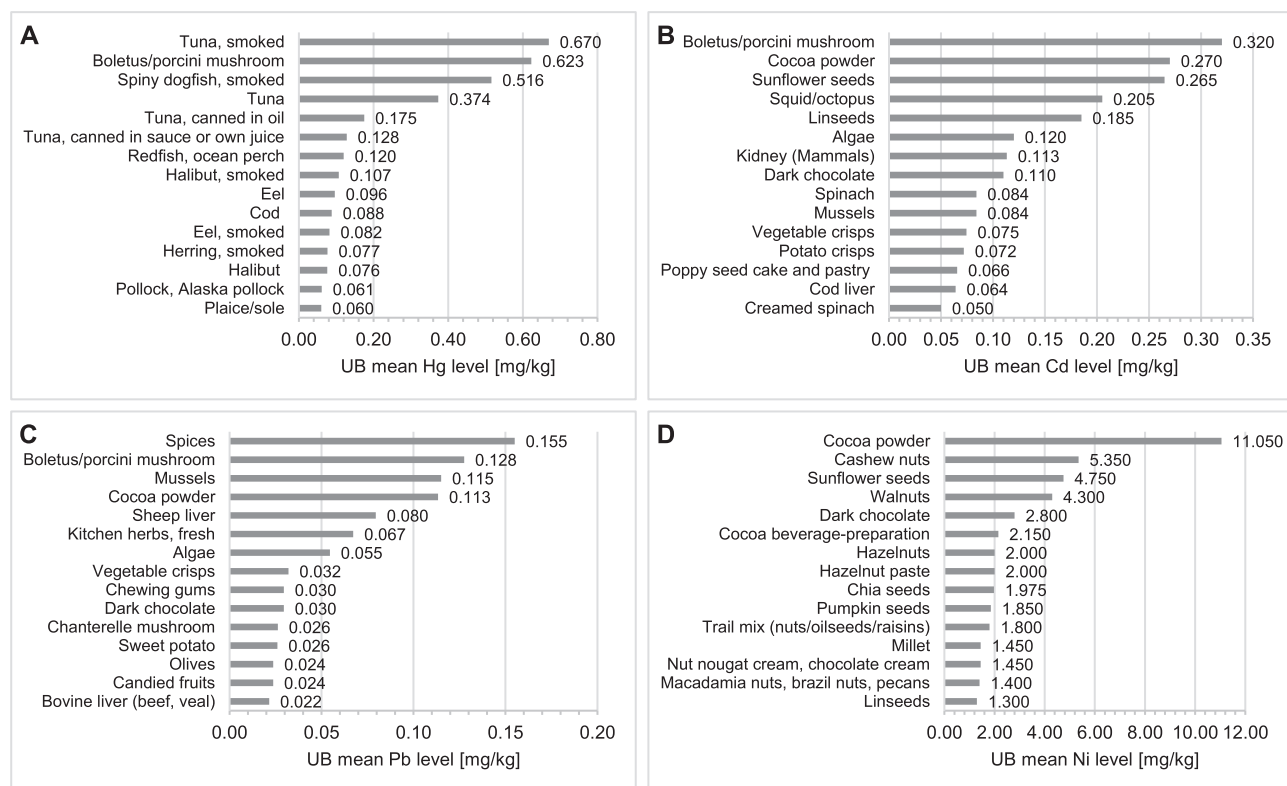 A
Tuna, smoked 0.670
Boletus/porcini mushroom 0.623
Spiny dogfish, smoked 0.516
Tuna 0.374
Tuna, canned in oil 0.175
Tuna, canned in sauce or own juice 0.128
Redfish, ocean perch 0.120
Halibut, smoked 0.107
Eel 0.096
Cod 0.088
Eel, smoked 0.082
Herring, smoked 0.077
Halibut 0.076
Pollock, Alaska pollock 0.061
Plaice/sole 0.060
0.00 0.20 0.40 0.60 0.80
UB mean Hg level [mg/kg]
B
Boletus/porcini mushroom 0.320
Cocoa powder 0.270
Sunflower seeds 0.265
Squid/octopus 0.205
Linseeds 0.185
Algae 0.120
Kidney (Mammals) 0.113
Dark chocolate 0.110
Spinach 0.084
Mussels 0.084
Vegetable crisps 0.075
Potato crisps 0.072
Poppy seed cake and pastry 0.066
Cod liver 0.064
Creamed spinach 0.050
0.00 0.05 0.10 0.15 0.20 0.25 0.30 0.35
UB mean Cd level [mg/kg]
C
Spices 0.155
Boletus/porcini mushroom 0.128
Mussels 0.115
Cocoa powder 0.113
Sheep liver 0.080
Kitchen herbs, fresh 0.067
Algae 0.055
Vegetable crisps 0.032
Chewing gums 0.030
Dark chocolate 0.030
Chanterelle mushroom 0.026
Sweet potato 0.026
Olives 0.024
Candied fruits 0.024
Bovine liver (beef, veal) 0.022
0.00 0.05 0.10 0.15 0.20
UB mean Pb level [mg/kg]
D
Cocoa powder 11.050
Cashew nuts 5.350
Sunflower seeds 4.750
Walnuts 4.300
Dark chocolate 2.800
Cocoa beverage-preparation 2.150
Hazelnuts 2.000
Hazelnut paste 2.000
Chia seeds 1.975
Pumpkin seeds 1.850
Trail mix (nuts/oilseeds/raisins) 1.800
Millet 1.450
Nut nougat cream, chocolate cream 1.450
Macadamia nuts, brazil nuts, pecans 1.400
Linseeds 1.300
0.00 2.00 4.00 6.00 8.00 10.00 12.00
UB mean Ni level [mg/kg]